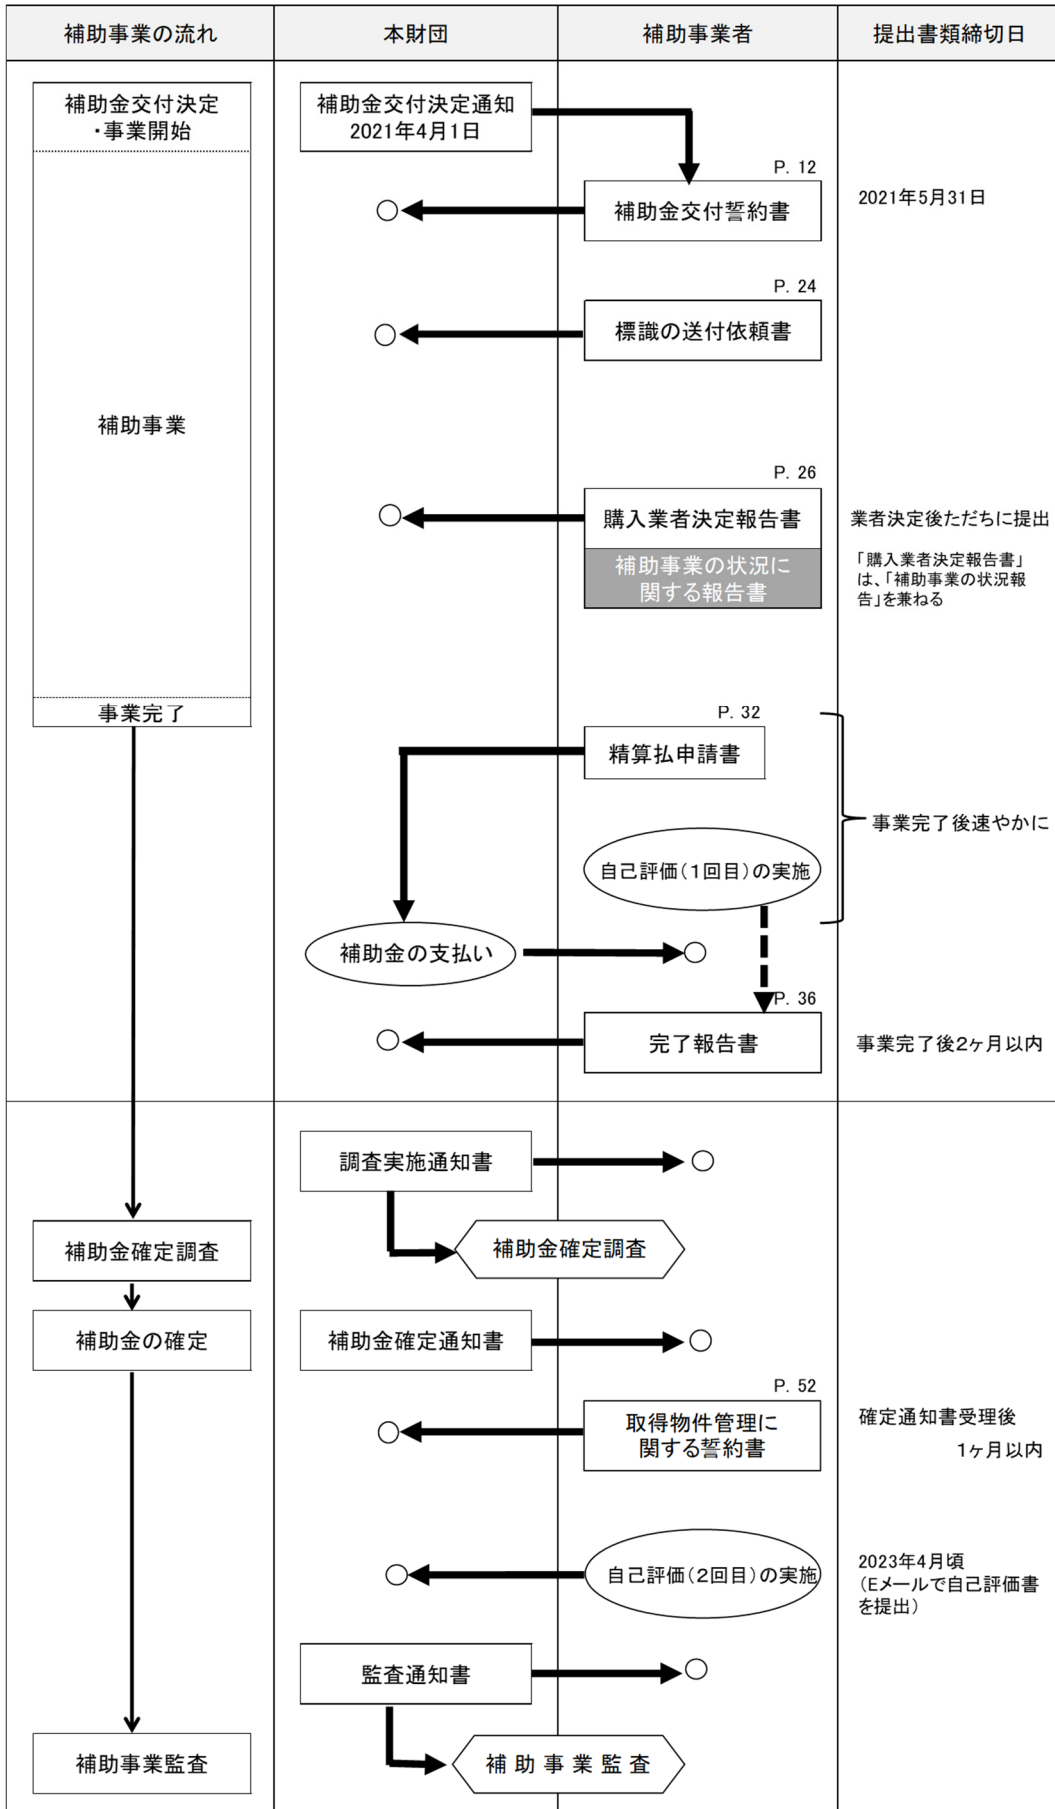 補助事業の流れ
本財団
補助事業者
提出書類締切日
補助金交付決定
・事業開始
補助金交付決定通知
2021年4月1日
P. 12
補助金交付誓約書
2021年5月31日
P. 24
標識の送付依頼書
補助事業
P. 26
購入業者決定報告書
業者決定後ただちに提出
補助事業の状況に
関する報告書
「購入業者決定報告書」
は、「補助事業の状況報
告」を兼ねる
事業完了
P. 32
精算払申請書
事業完了後速やかに
自己評価（1回目）の実施
補助金の支払い
P. 36
完了報告書
事業完了後2ヶ月以内
調査実施通知書
補助金確定調査
補助金確定調査
補助金の確定
補助金確定通知書
P. 52
取得物件管理に
関する誓約書
確定通知書受理後
1ヶ月以内
自己評価（2回目）の実施
2023年4月頃
（Eメールで自己評価書
を提出）
監査通知書
補助事業監査
補 助 事 業 監 査